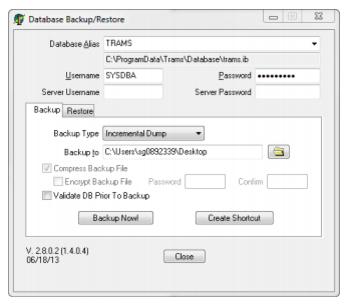 Database Backup/Restore
Database Alias TRAMS
C:\ProgramData\Trams\Database\trams.ib
Username SYSDBA Password •••••••••
Server Username Server Password
Backup Restore
Backup Type Incremental Dump
Backup to C:\Users\sg0892339\Desktop
Compress Backup File
Encrypt Backup File Password Confirm
Validate DB Prior To Backup
Backup Now! Create Shortcut
V. 2.8.0.2 (1.4.0.4)
06/18/13
Close